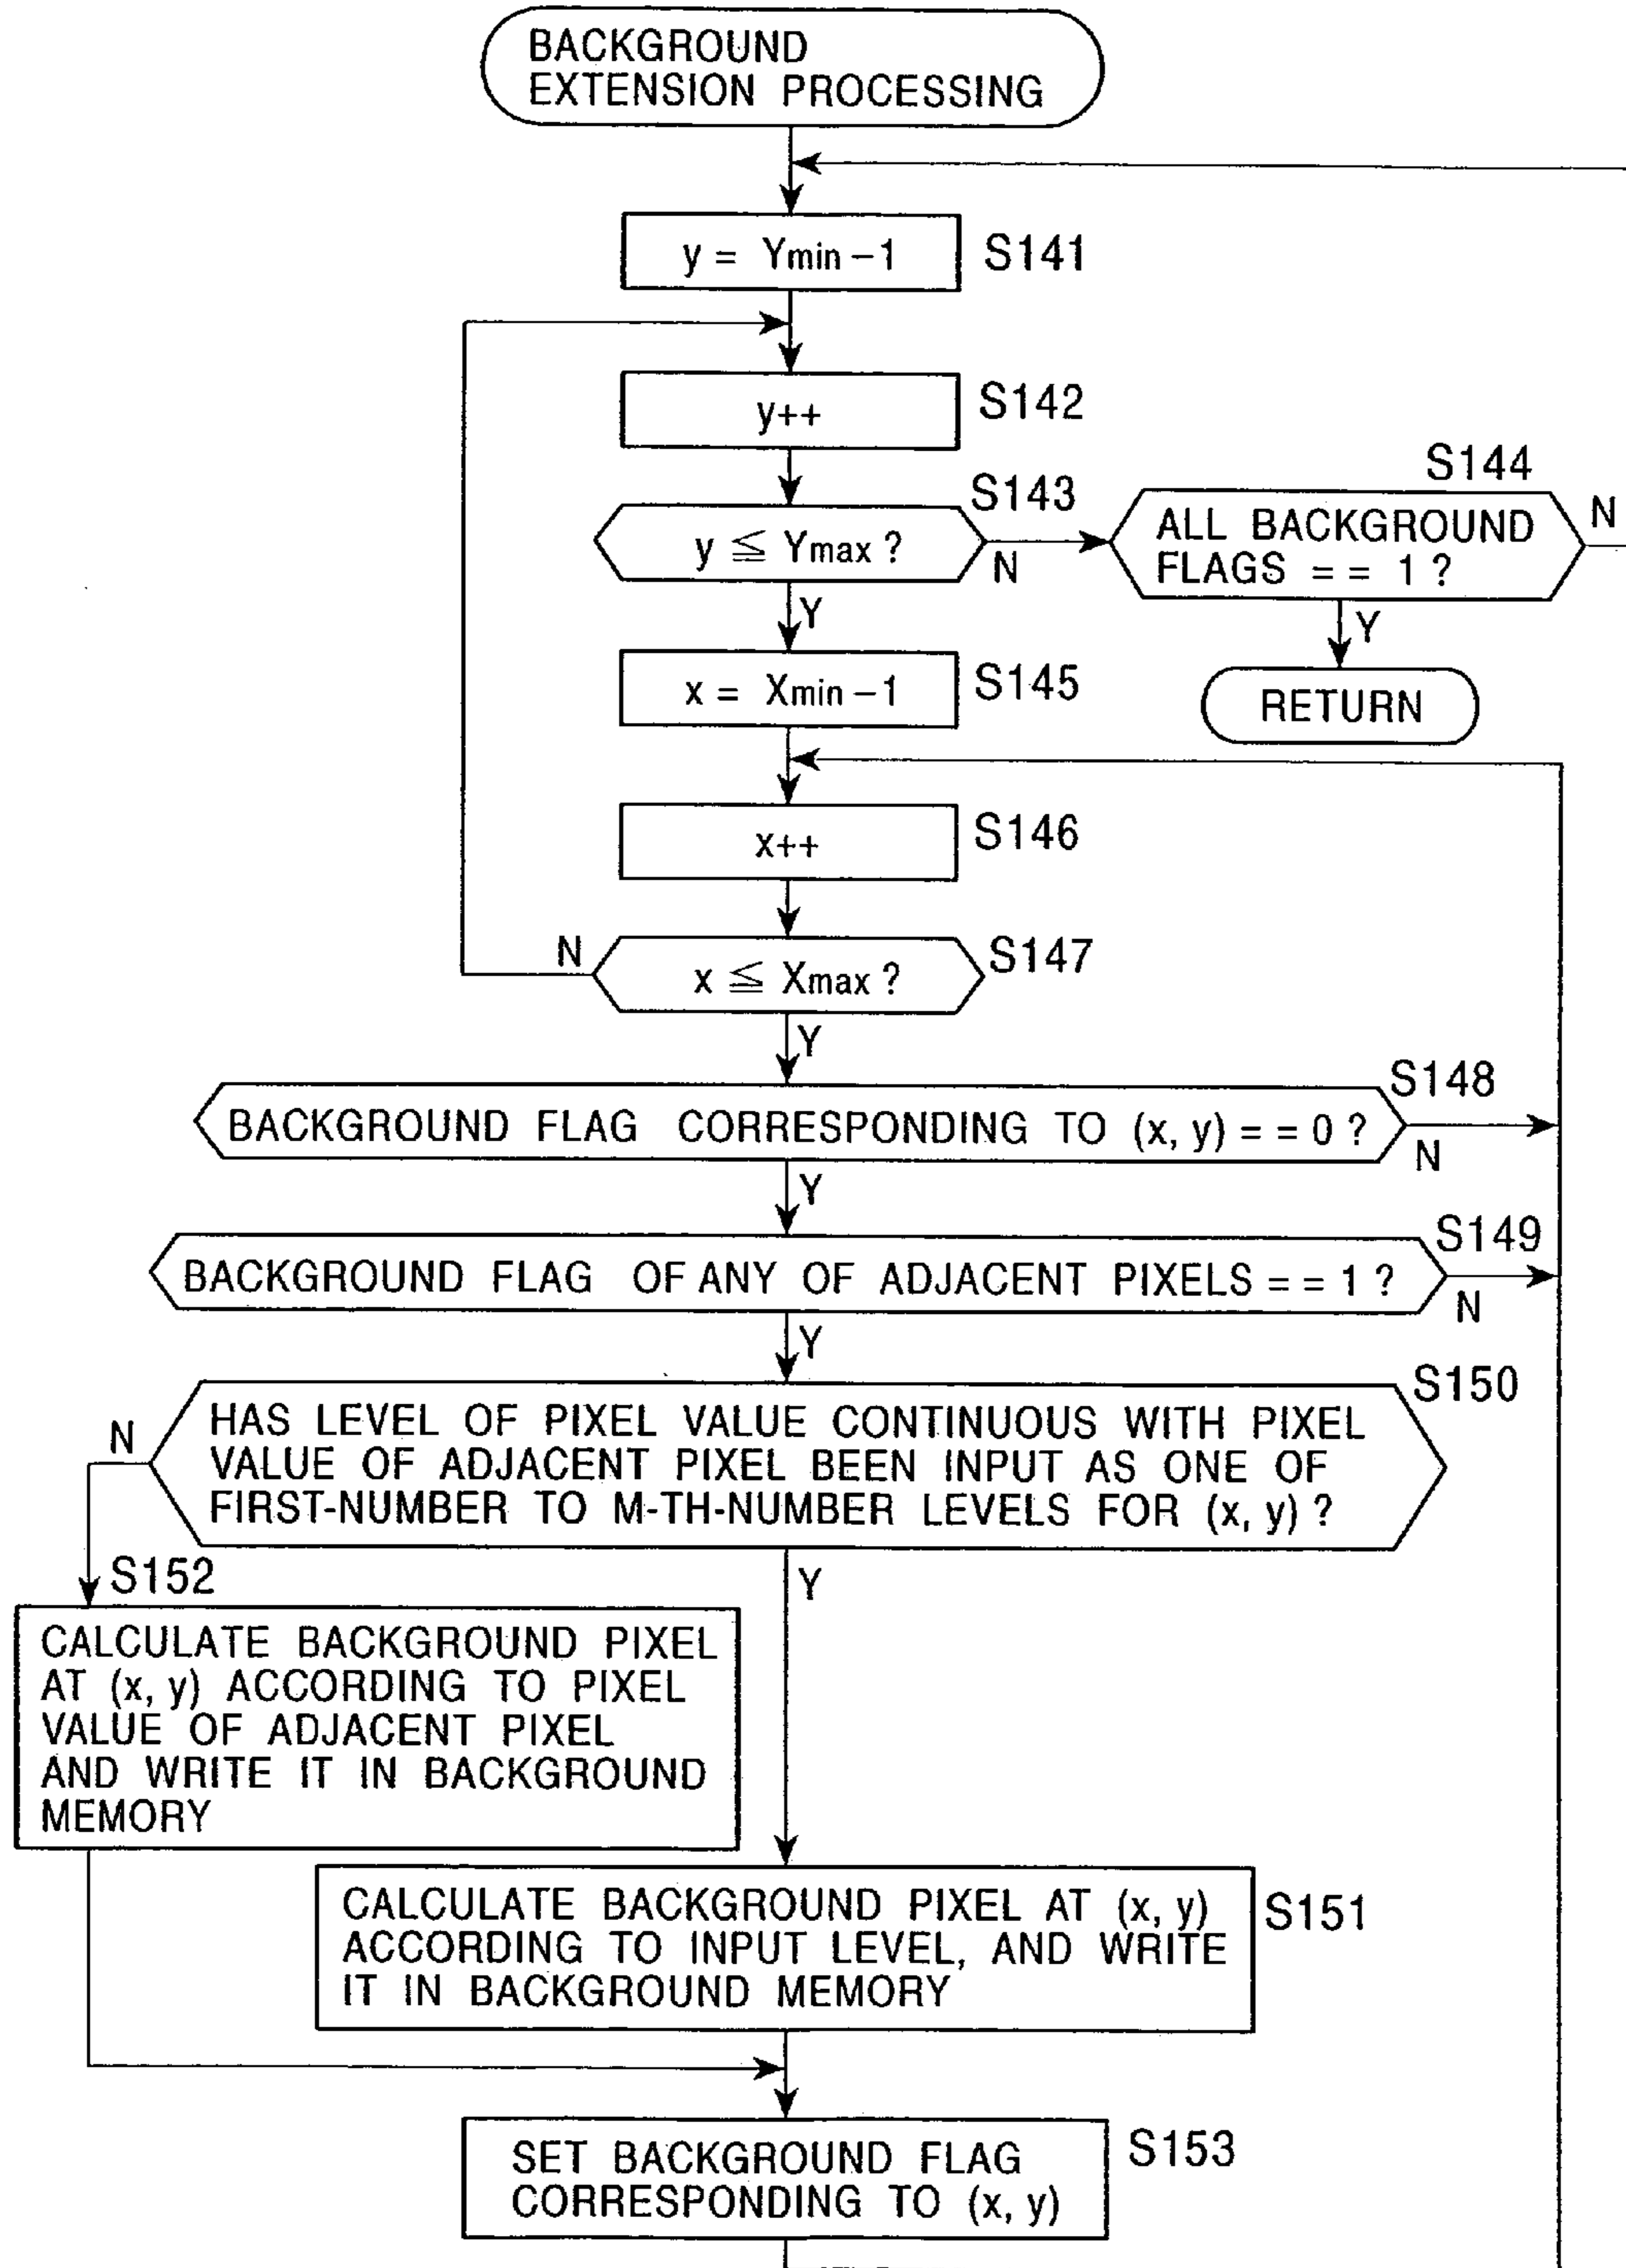 BACKGROUND
EXTENSION PROCESSING
y = Ymin −1
S141
y++
S142
y ≦ Ymax ?
S143
N
Y
ALL BACKGROUND
FLAGS = = 1 ?
S144
N
Y
RETURN
x = Xmin −1
S145
x++
S146
x ≦ Xmax ?
S147
N
Y
BACKGROUND FLAG CORRESPONDING TO (x, y) = = 0 ?
S148
N
Y
BACKGROUND FLAG OF ANY OF ADJACENT PIXELS = = 1 ?
S149
N
Y
HAS LEVEL OF PIXEL VALUE CONTINUOUS WITH PIXEL
VALUE OF ADJACENT PIXEL BEEN INPUT AS ONE OF
FIRST-NUMBER TO M-TH-NUMBER LEVELS FOR (x, y) ?
S150
N
Y
S152
CALCULATE BACKGROUND PIXEL
AT (x, y) ACCORDING TO PIXEL
VALUE OF ADJACENT PIXEL
AND WRITE IT IN BACKGROUND
MEMORY
CALCULATE BACKGROUND PIXEL AT (x, y)
ACCORDING TO INPUT LEVEL, AND WRITE
IT IN BACKGROUND MEMORY
S151
SET BACKGROUND FLAG
CORRESPONDING TO (x, y)
S153